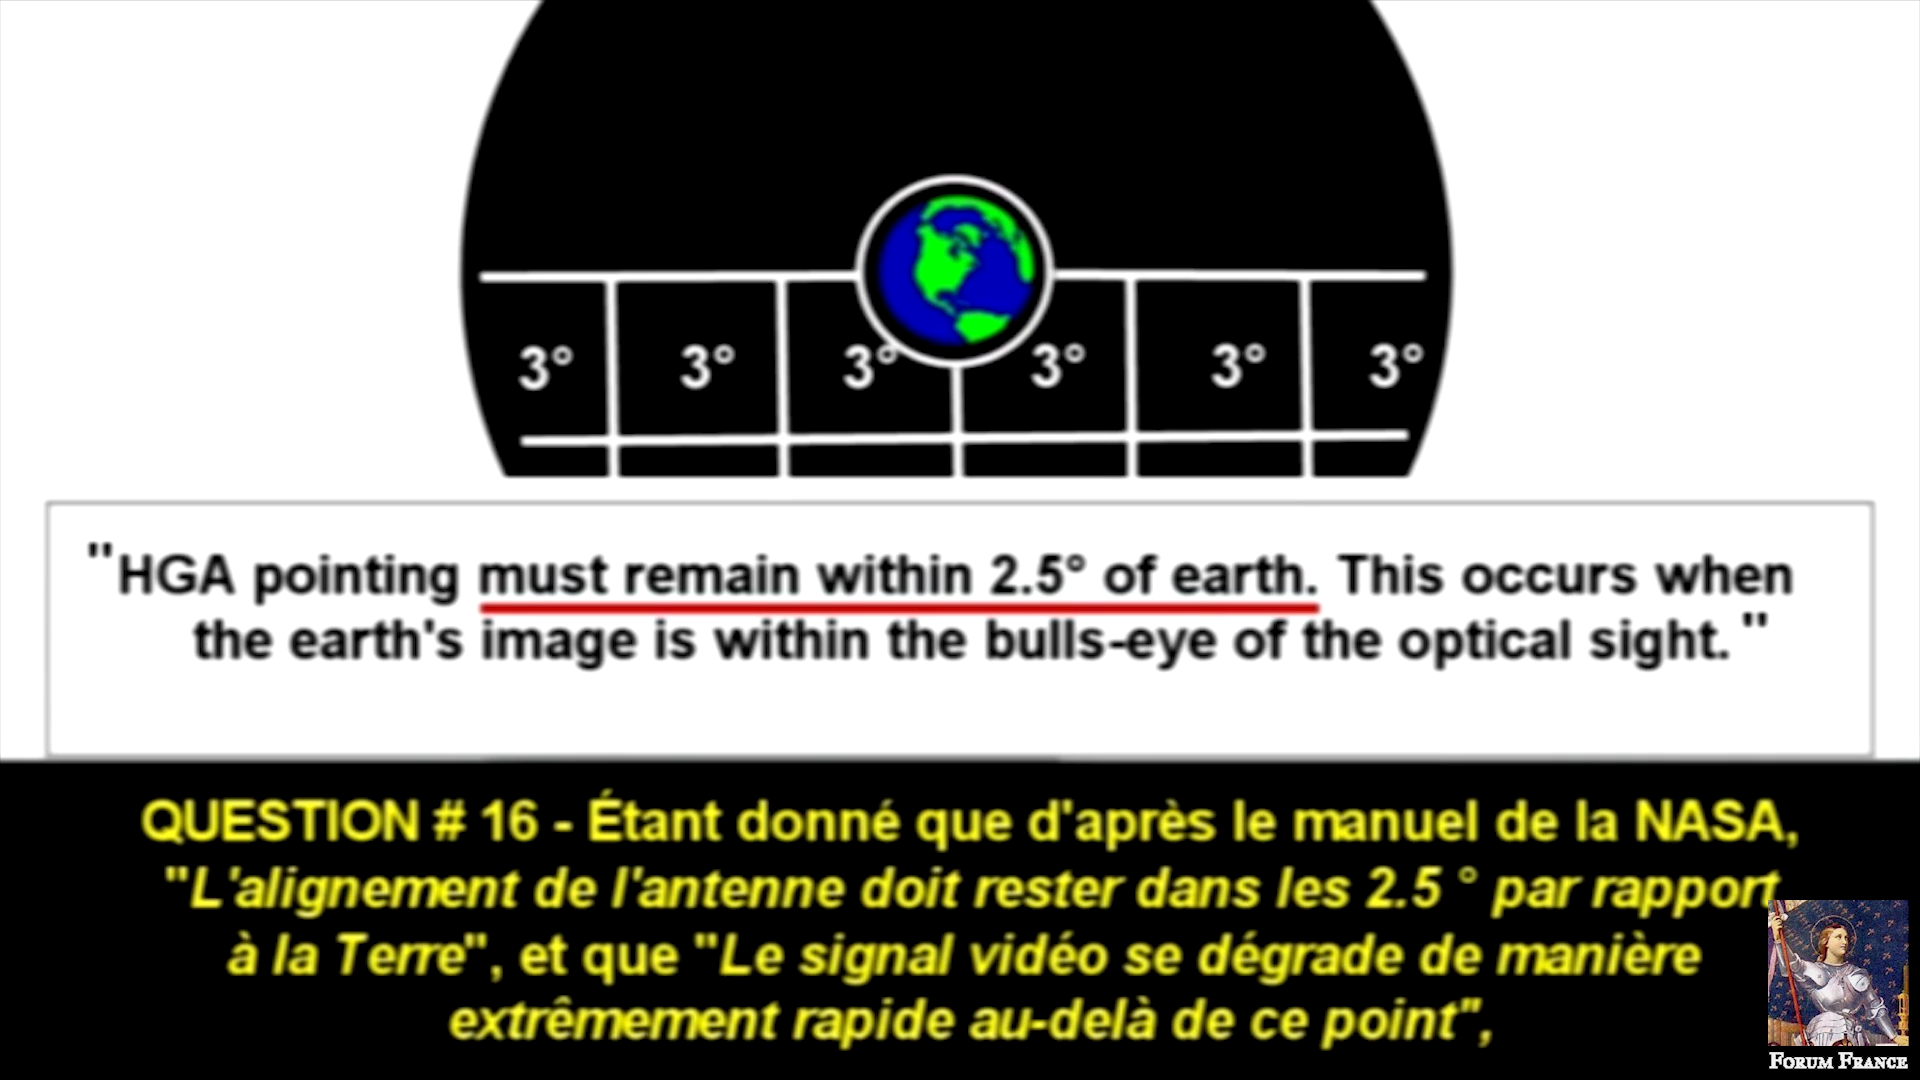 3° 3° 3° 3° 3° 3°
"HGA pointing must remain within 2.5° of earth. This occurs when
the earth's image is within the bulls-eye of the optical sight."
QUESTION # 16 - Étant donné que d'après le manuel de la NASA,
"L'alignement de l'antenne doit rester dans les 2.5 ° par rapport
à la Terre", et que "Le signal vidéo se dégrade de manière
extrêmement rapide au-delà de ce point",
FORUM FRANCE